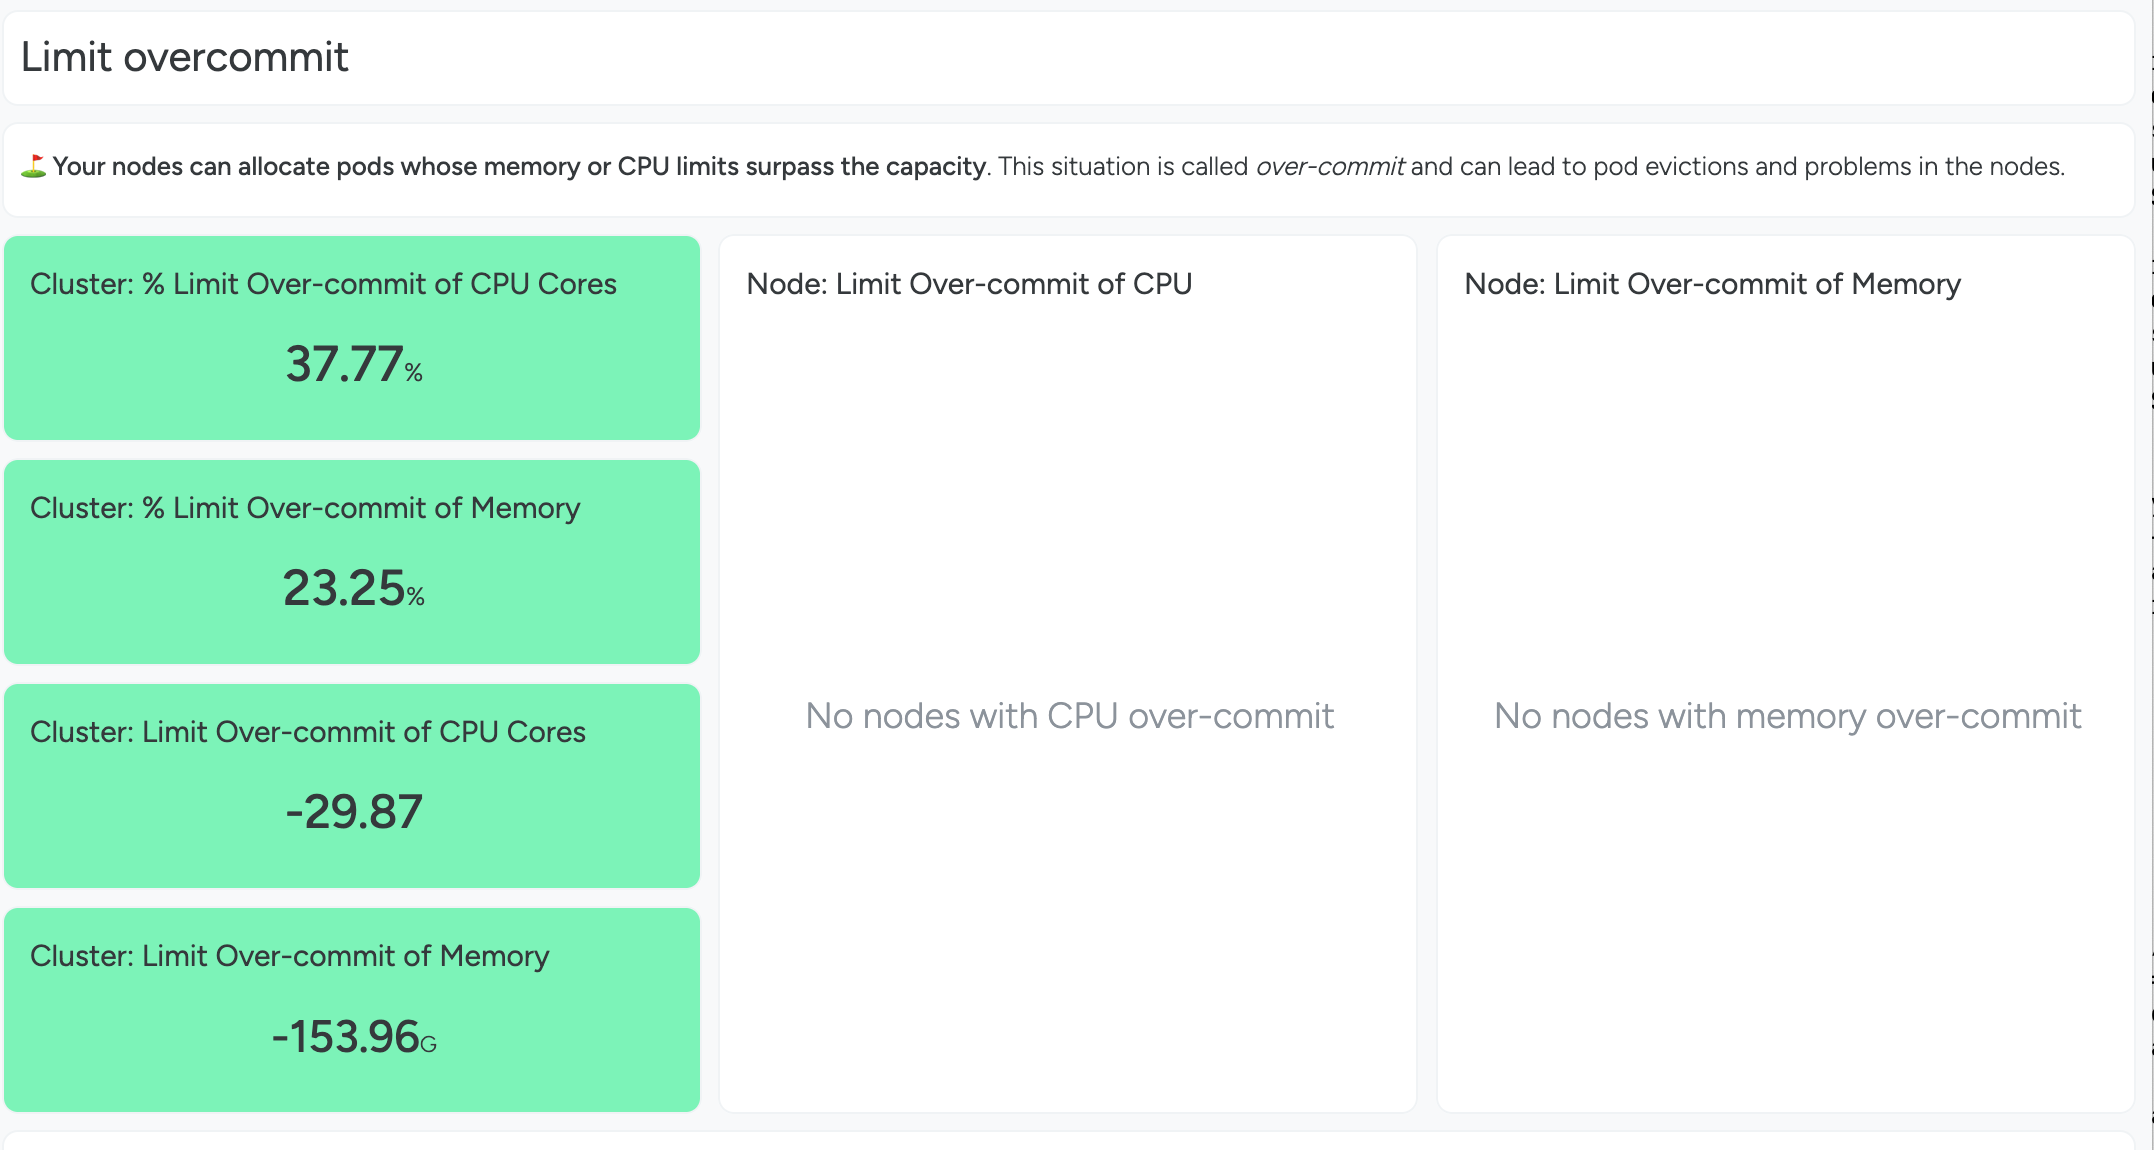 Limit overcommit
⛳ Your nodes can allocate pods whose memory or CPU limits surpass the capacity. This situation is called over-commit and can lead to pod evictions and problems in the nodes.
Cluster: % Limit Over-commit of CPU Cores
37.77%
Cluster: % Limit Over-commit of Memory
23.25%
Cluster: Limit Over-commit of CPU Cores
-29.87
Cluster: Limit Over-commit of Memory
-153.96G
Node: Limit Over-commit of CPU
No nodes with CPU over-commit
Node: Limit Over-commit of Memory
No nodes with memory over-commit